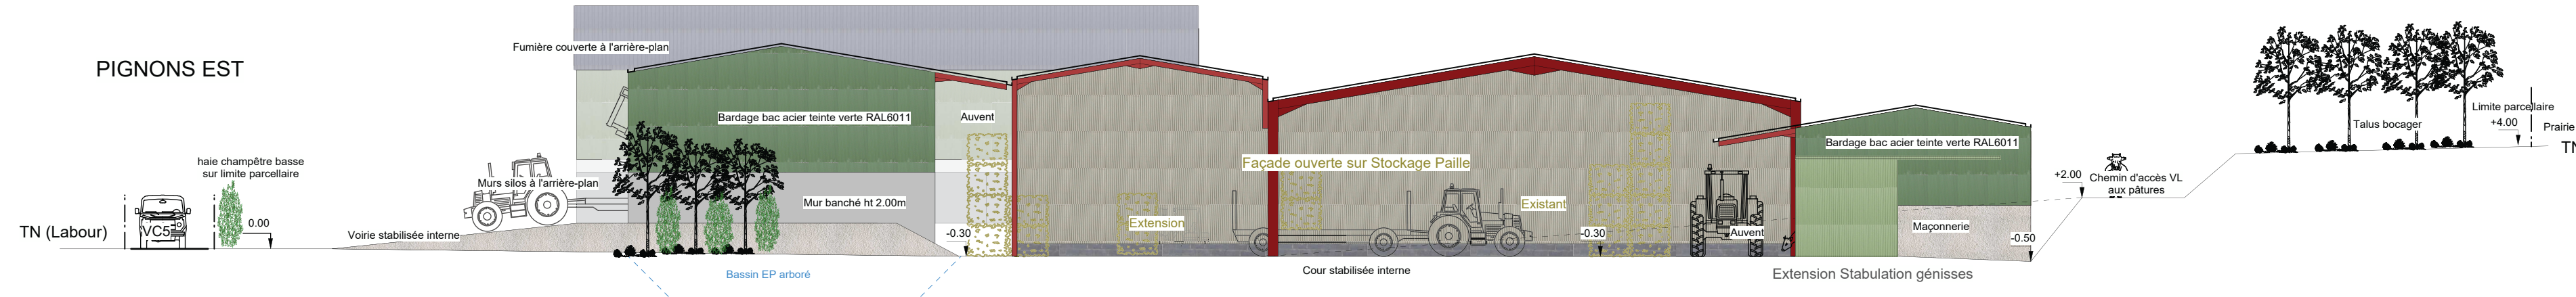 PIGNONS EST
Fumière couverte à l'arrière-plan
Bardage bac acier teinte verte RAL6011
Auvent
Façade ouverte sur Stockage Paille
Bardage bac acier teinte verte RAL6011
Limite parcellaire
Talus bocager
+4.00
Prairie
haie champêtre basse
sur limite parcellaire
Murs silos à l'arrière-plan
Mur banché ht 2.00m
Extension
Existant
+2.00
Chemin d'accès VL
aux pâtures
TN (Labour)
VC5
0.00
Voirie stabilisée interne
-0.30
-0.30
Auvent
Maçonnerie
-0.50
TN
Bassin EP arboré
Cour stabilisée interne
Extension Stabulation génisses